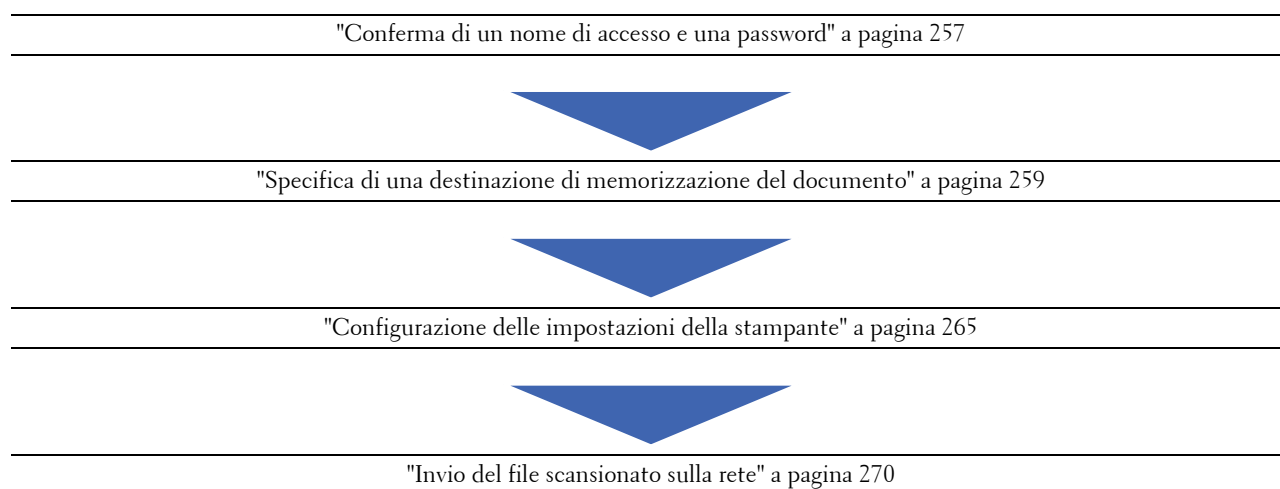 "Conferma di un nome di accesso e una password" a pagina 257
"Specifica di una destinazione di memorizzazione del documento" a pagina 259
"Configurazione delle impostazioni della stampante" a pagina 265
"Invio del file scansionato sulla rete" a pagina 270